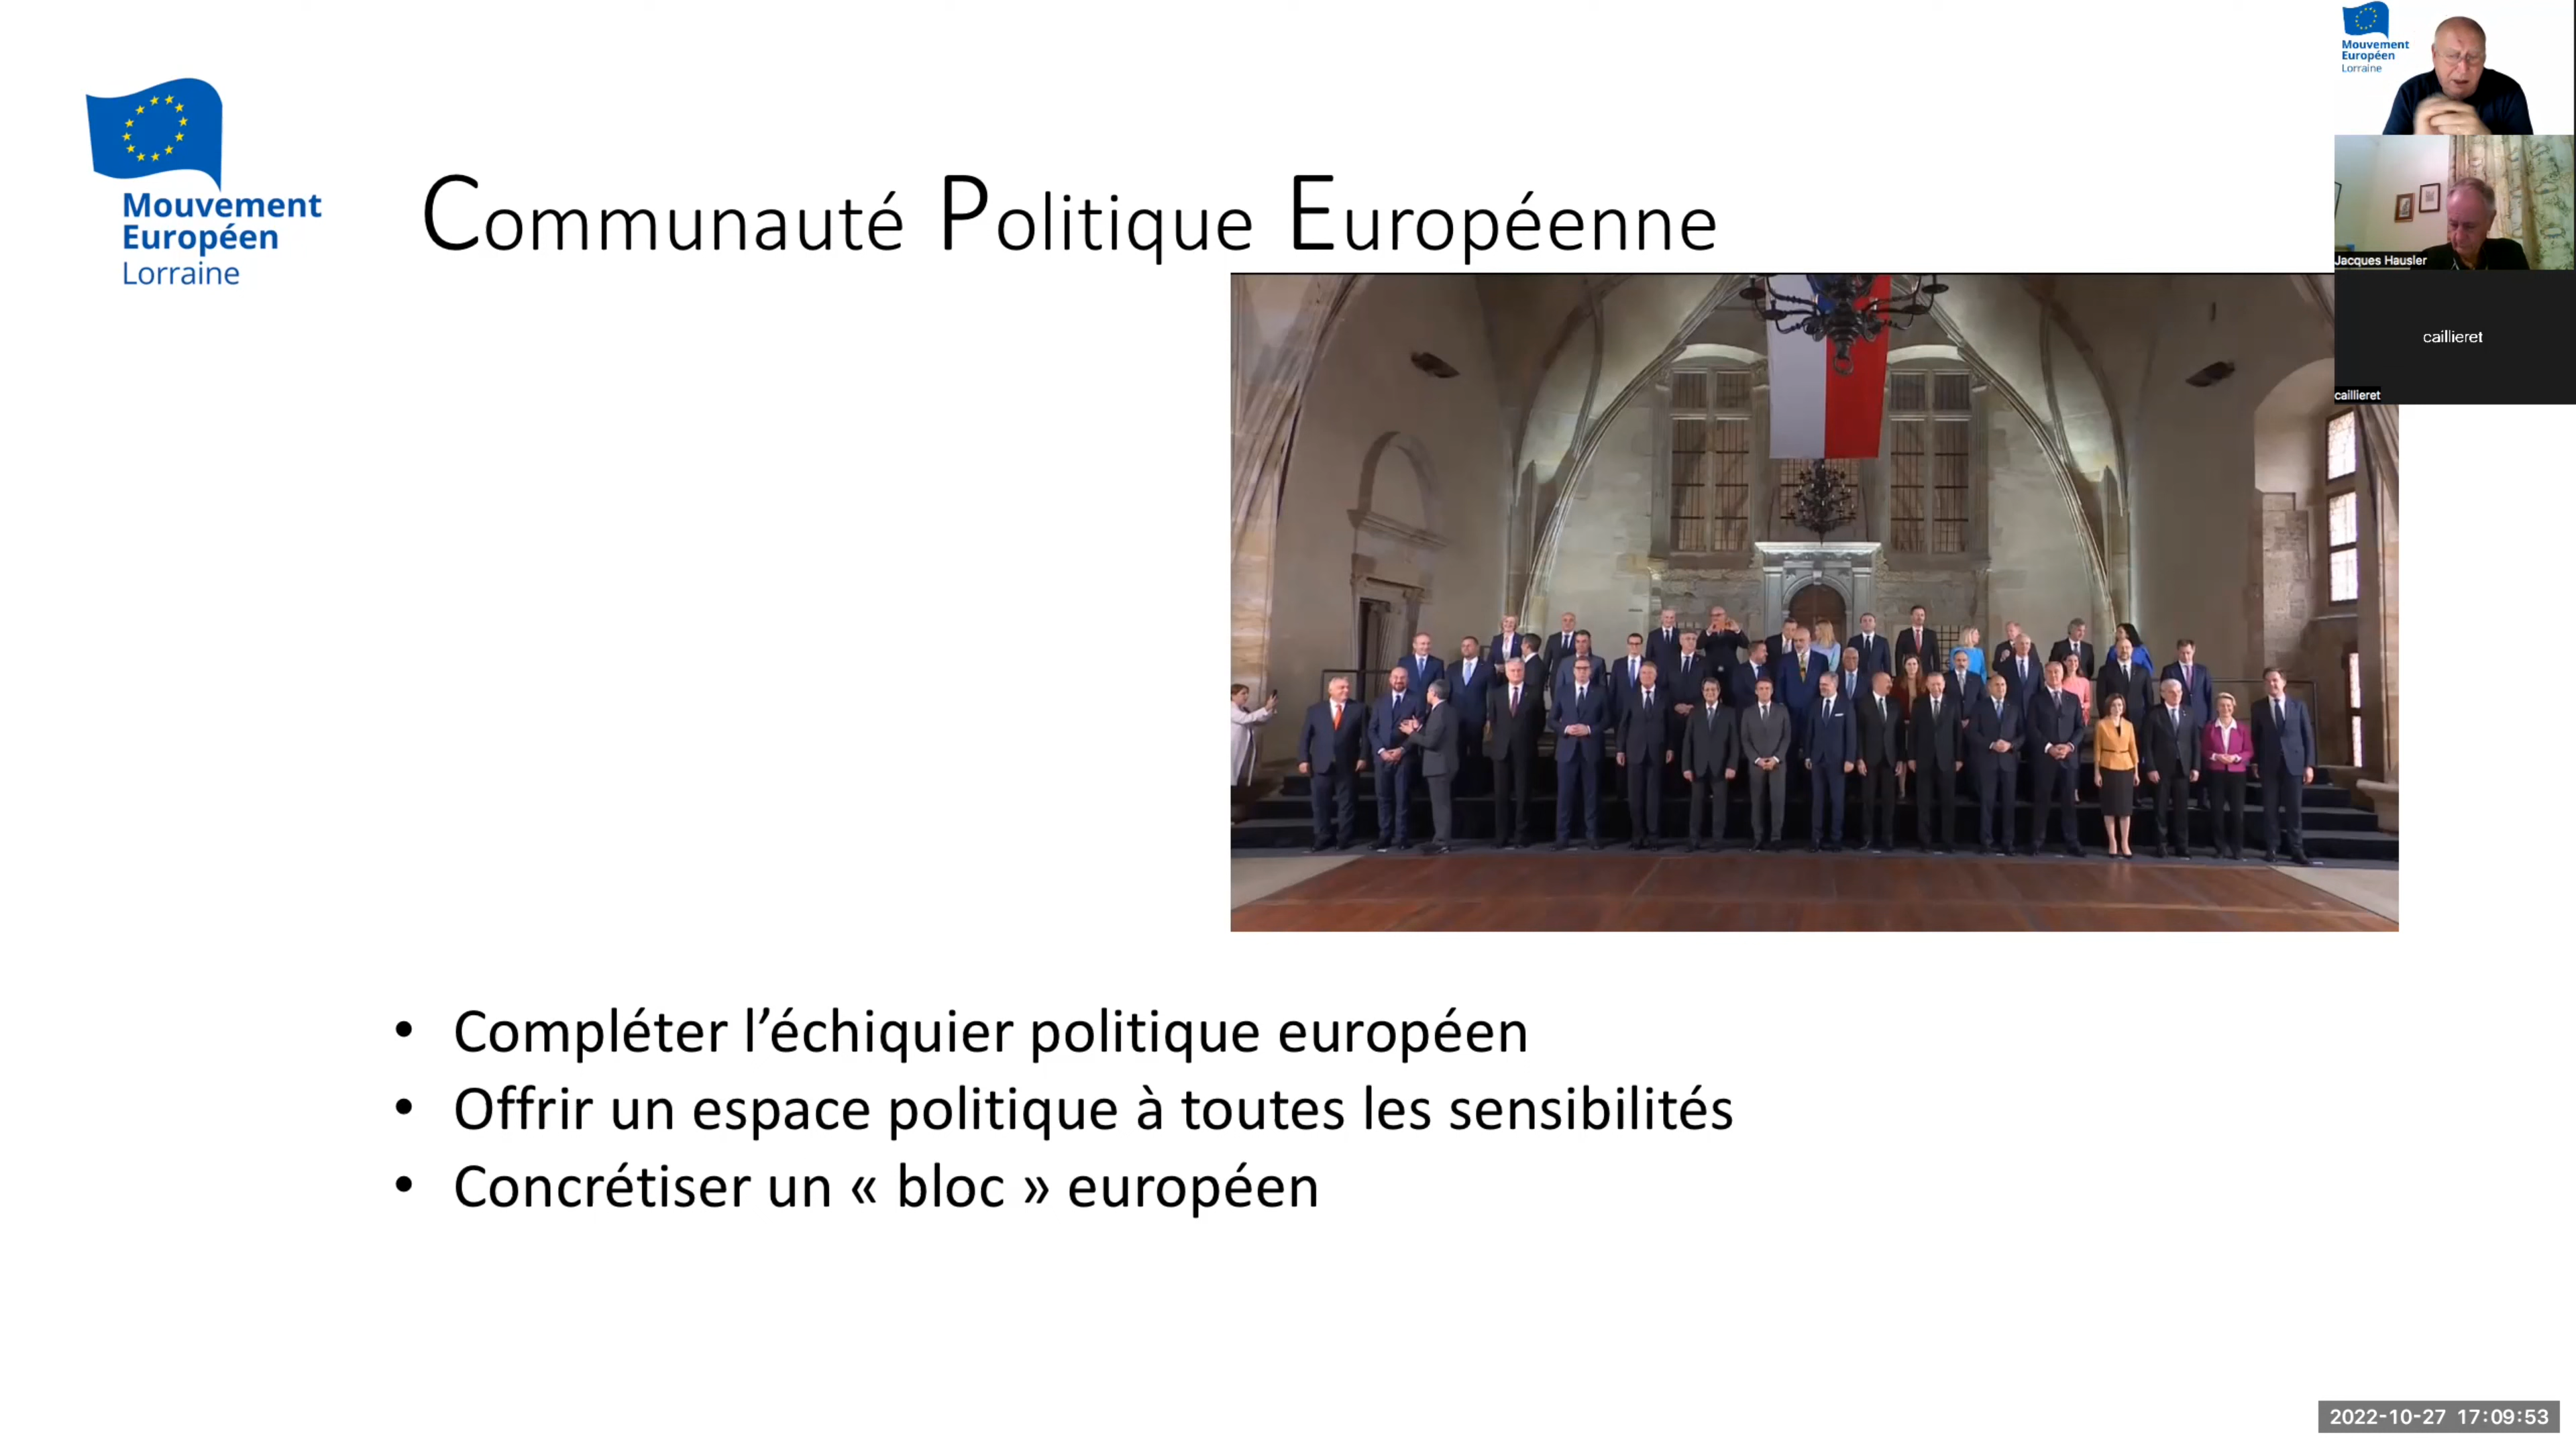 Mouvement
Européen
Lorraine
Communauté Politique Européenne
Mouvement
Européen
Lorraine
Jacques Hausler
caillieret
caillieret
• Compléter l’échiquier politique européen
• Offrir un espace politique à toutes les sensibilités
• Concrétiser un « bloc » européen
2022-10-27 17:09:53